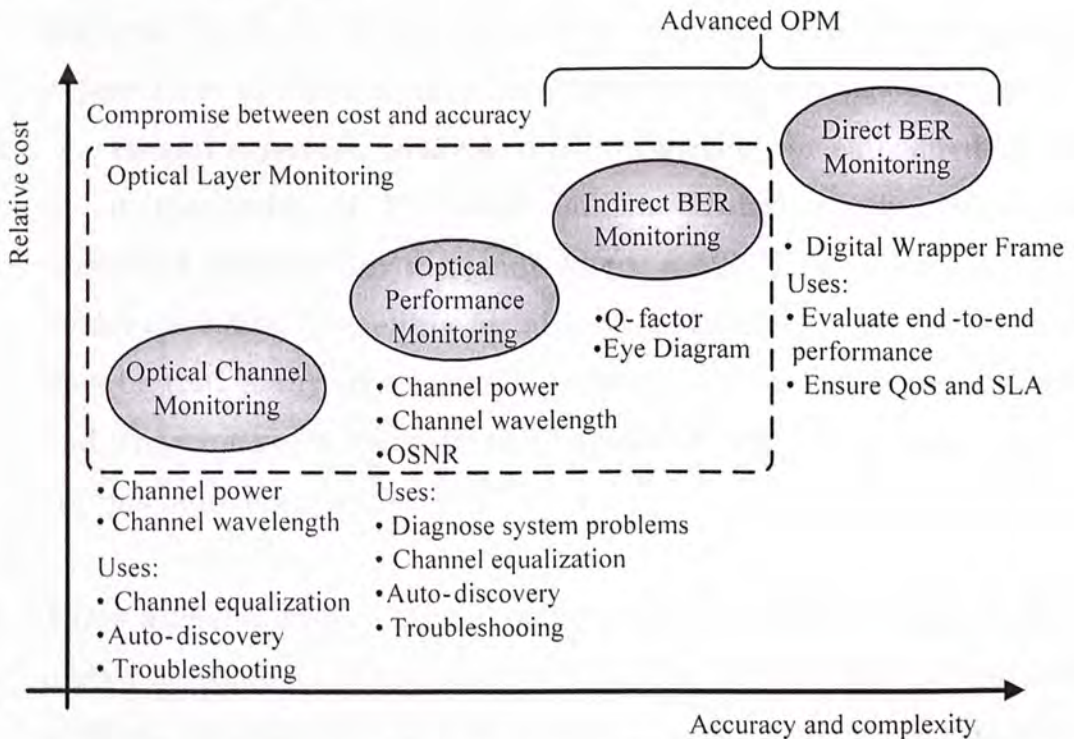 Advanced OPM
Relative cost
Compromise between cost and accuracy
Optical Layer Monitoring
Optical Channel
Monitoring
• Channel power
• Channel wavelength
Uses:
• Channel equalization
•Auto-discovery
• Troubleshooting
Optical
Performance
Monitoring
• Channel power
• Channel wavelength
•OSNR
Uses:
• Diagnose system problems
• Channel equalization
•Auto-discovery
•Troubleshooing
Indirect BER
Monitoring
•Q-factor
•Eye Diagram
Direct BER
Monitoring
• Digital Wrapper Frame
Uses:
• Evaluate end -to-end
performance
• Ensure QoS and SLA
Accuracy and complexity